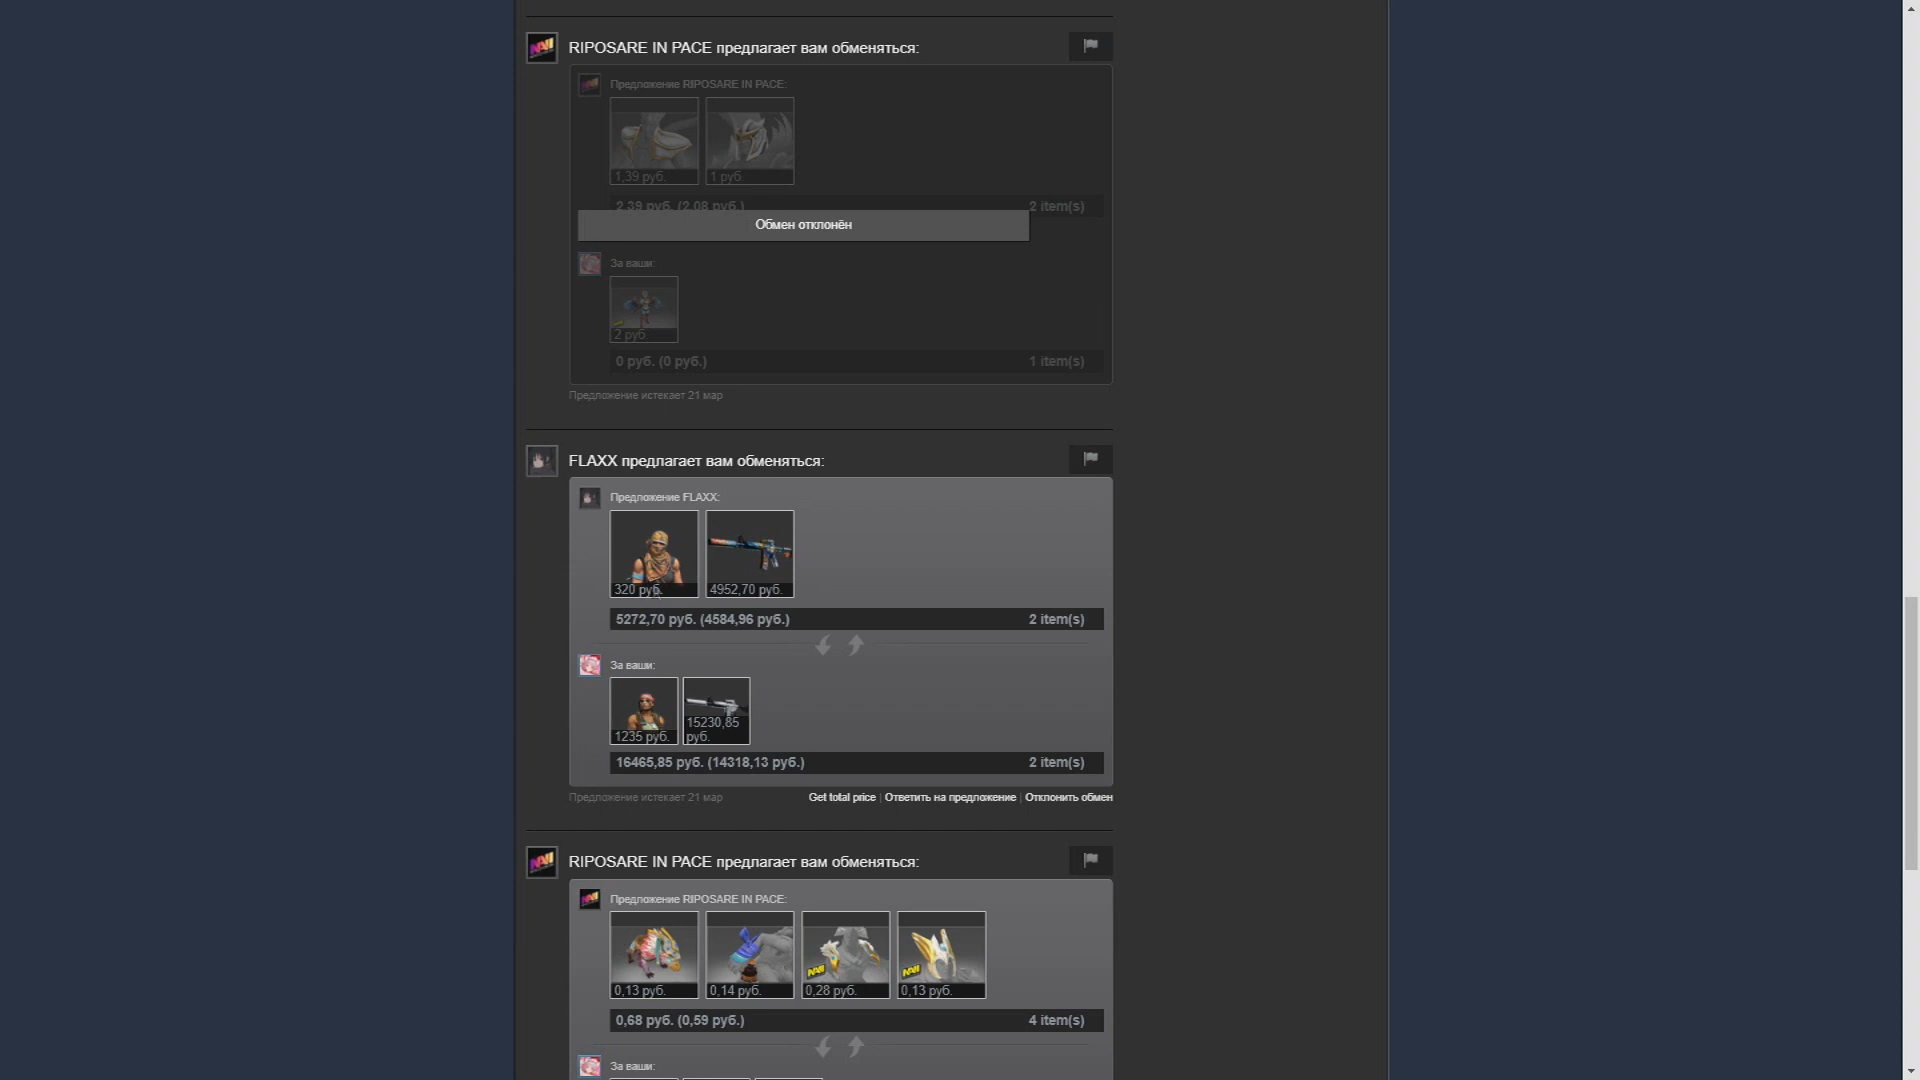 RIPOSARE IN PACE предлагает вам обменяться:
Предложение RIPOSARE IN PACE:
1,39 руб.
1 руб.
2,39 руб. (2,08 руб.)
2 item(s)
Обмен отклонён
За ваши:
2 руб.
0 руб. (0 руб.)
1 item(s)
Предложение истекает 21 мар
FLAXX предлагает вам обменяться:
Предложение FLAXX:
320 руб.
4952,70 руб.
5272,70 руб. (4584,96 руб.)
2 item(s)
За ваши:
1235 руб.
15230,85
руб.
16465,85 руб. (14318,13 руб.)
2 item(s)
Предложение истекает 21 мар
Get total price | Ответить на предложение | Отклонить обмен
RIPOSARE IN PACE предлагает вам обменяться:
Предложение RIPOSARE IN PACE:
0,13 руб.
0,14 руб.
0,28 руб.
0,13 руб.
0,68 руб. (0,59 руб.)
4 item(s)
За ваши: